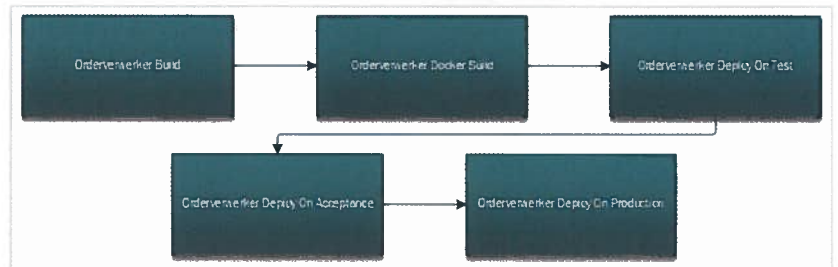 Orderverwerker Build
Orderverwerker Docker Build
Orderverwerker Deploy On Test
Orderverwerker Deploy On Acceptance
Orderverwerker Deploy On Production